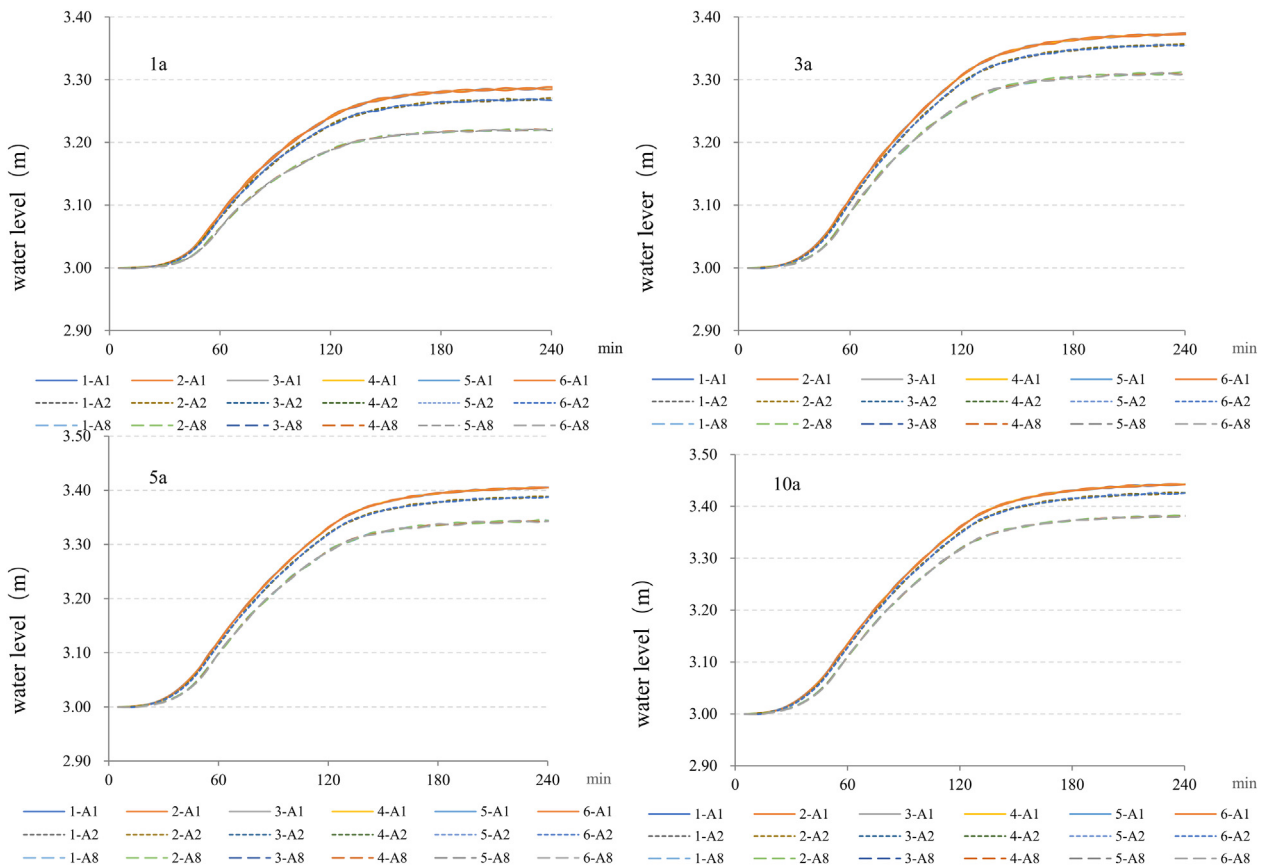 3.40
3.30
3.20
3.10
3.00
2.90
water level (m)
1a
0 60 120 180 240 min
1-A1 2-A1 3-A1 4-A1 5-A1 6-A1
1-A2 2-A2 3-A2 4-A2 5-A2 6-A2
1-A8 2-A8 3-A8 4-A8 5-A8 6-A8
3.40
3.30
3.20
3.10
3.00
2.90
water lever (m)
3a
0 60 120 180 240 min
1-A1 2-A1 3-A1 4-A1 5-A1 6-A1
1-A2 2-A2 3-A2 4-A2 5-A2 6-A2
1-A8 2-A8 3-A8 4-A8 5-A8 6-A8
3.50
3.40
3.30
3.20
3.10
3.00
2.90
water level (m)
5a
0 60 120 180 240 min
1-A1 2-A1 3-A1 4-A1 5-A1 6-A1
1-A2 2-A2 3-A2 4-A2 5-A2 6-A2
1-A8 2-A8 3-A8 4-A8 5-A8 6-A8
3.50
3.40
3.30
3.20
3.10
3.00
2.90
water level (m)
10a
0 60 120 180 240 min
1-A1 2-A1 3-A1 4-A1 5-A1 6-A1
1-A2 2-A2 3-A2 4-A2 5-A2 6-A2
1-A8 2-A8 3-A8 4-A8 5-A8 6-A8